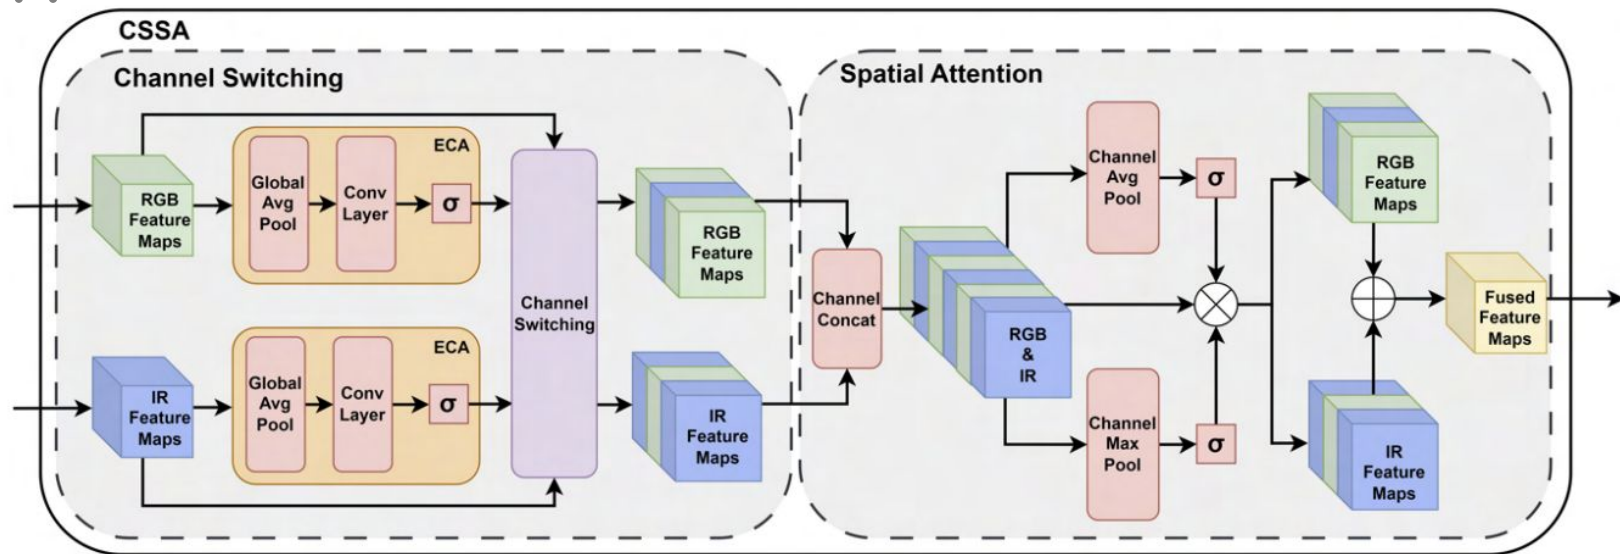 CSSA
Channel Switching
Spatial Attention
RGB
Feature
Maps
ECA
Global
Avg
Pool
Conv
Layer
σ
IR
Feature
Maps
ECA
Global
Avg
Pool
Conv
Layer
σ
Channel
Switching
RGB
Feature
Maps
IR
Feature
Maps
Channel
Concat
RGB
&
IR
Channel
Avg
Pool
σ
Channel
Max
Pool
σ
RGB
Feature
Maps
IR
Feature
Maps
Fused
Feature
Maps